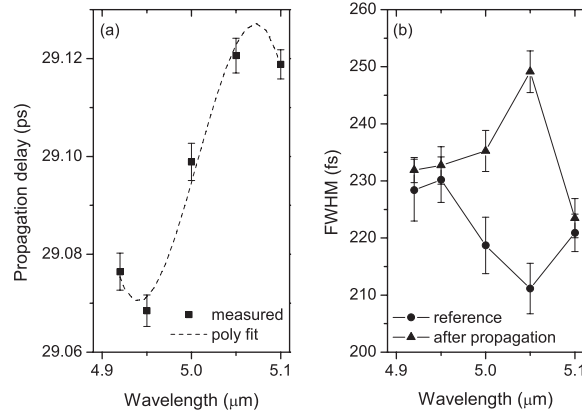 (a)
29.12
29.10
29.08
29.06
Propagation delay (ps)
measured
poly fit
4.9
5.0
5.1
Wavelength (μm)
(b)
260
250
240
230
220
210
200
FWHM (fs)
reference
after propagation
4.9
5.0
5.1
Wavelength (μm)